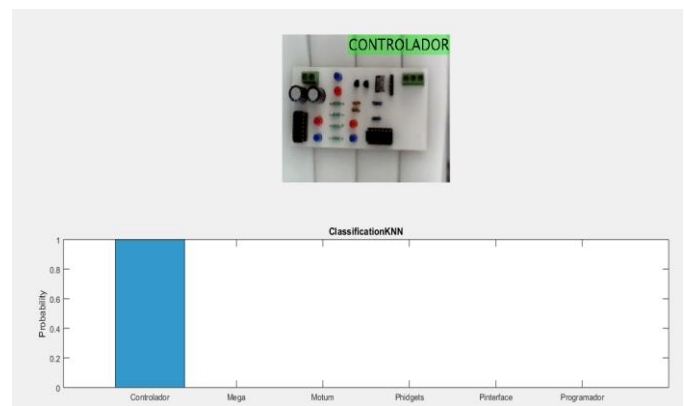 CONTROLADOR
ClassificationKNN
1
0.8
0.6
0.4
0.2
0
Probability
Controlador Mega Motum Phidgets Pinterface Programador